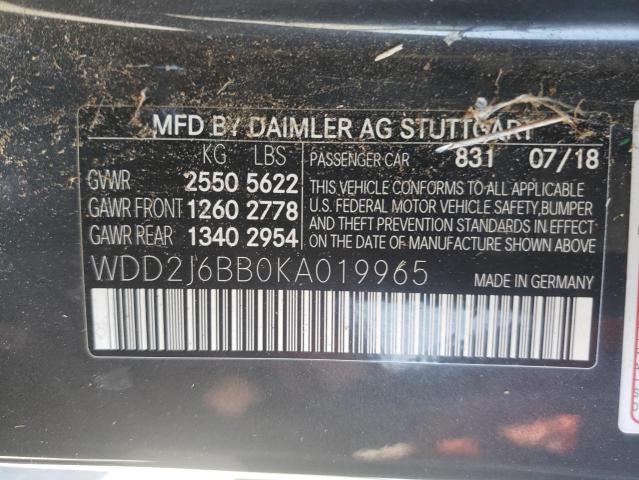 MFD BY DAIMLER AG STUTTGART
KG LBS
GVWR 2550 5622
GAWR FRONT 1260 2778
GAWR REAR 1340 2954
PASSENGER CAR 831 07/18
THIS VEHICLE CONFORMS TO ALL APPLICABLE
U.S. FEDERAL MOTOR VEHICLE SAFETY,BUMPER
AND THEFT PREVENTION STANDARDS IN EFFECT
ON THE DATE OF MANUFACTURE SHOWN ABOVE.
WDD2J6BB0KA019965
MADE IN GERMANY